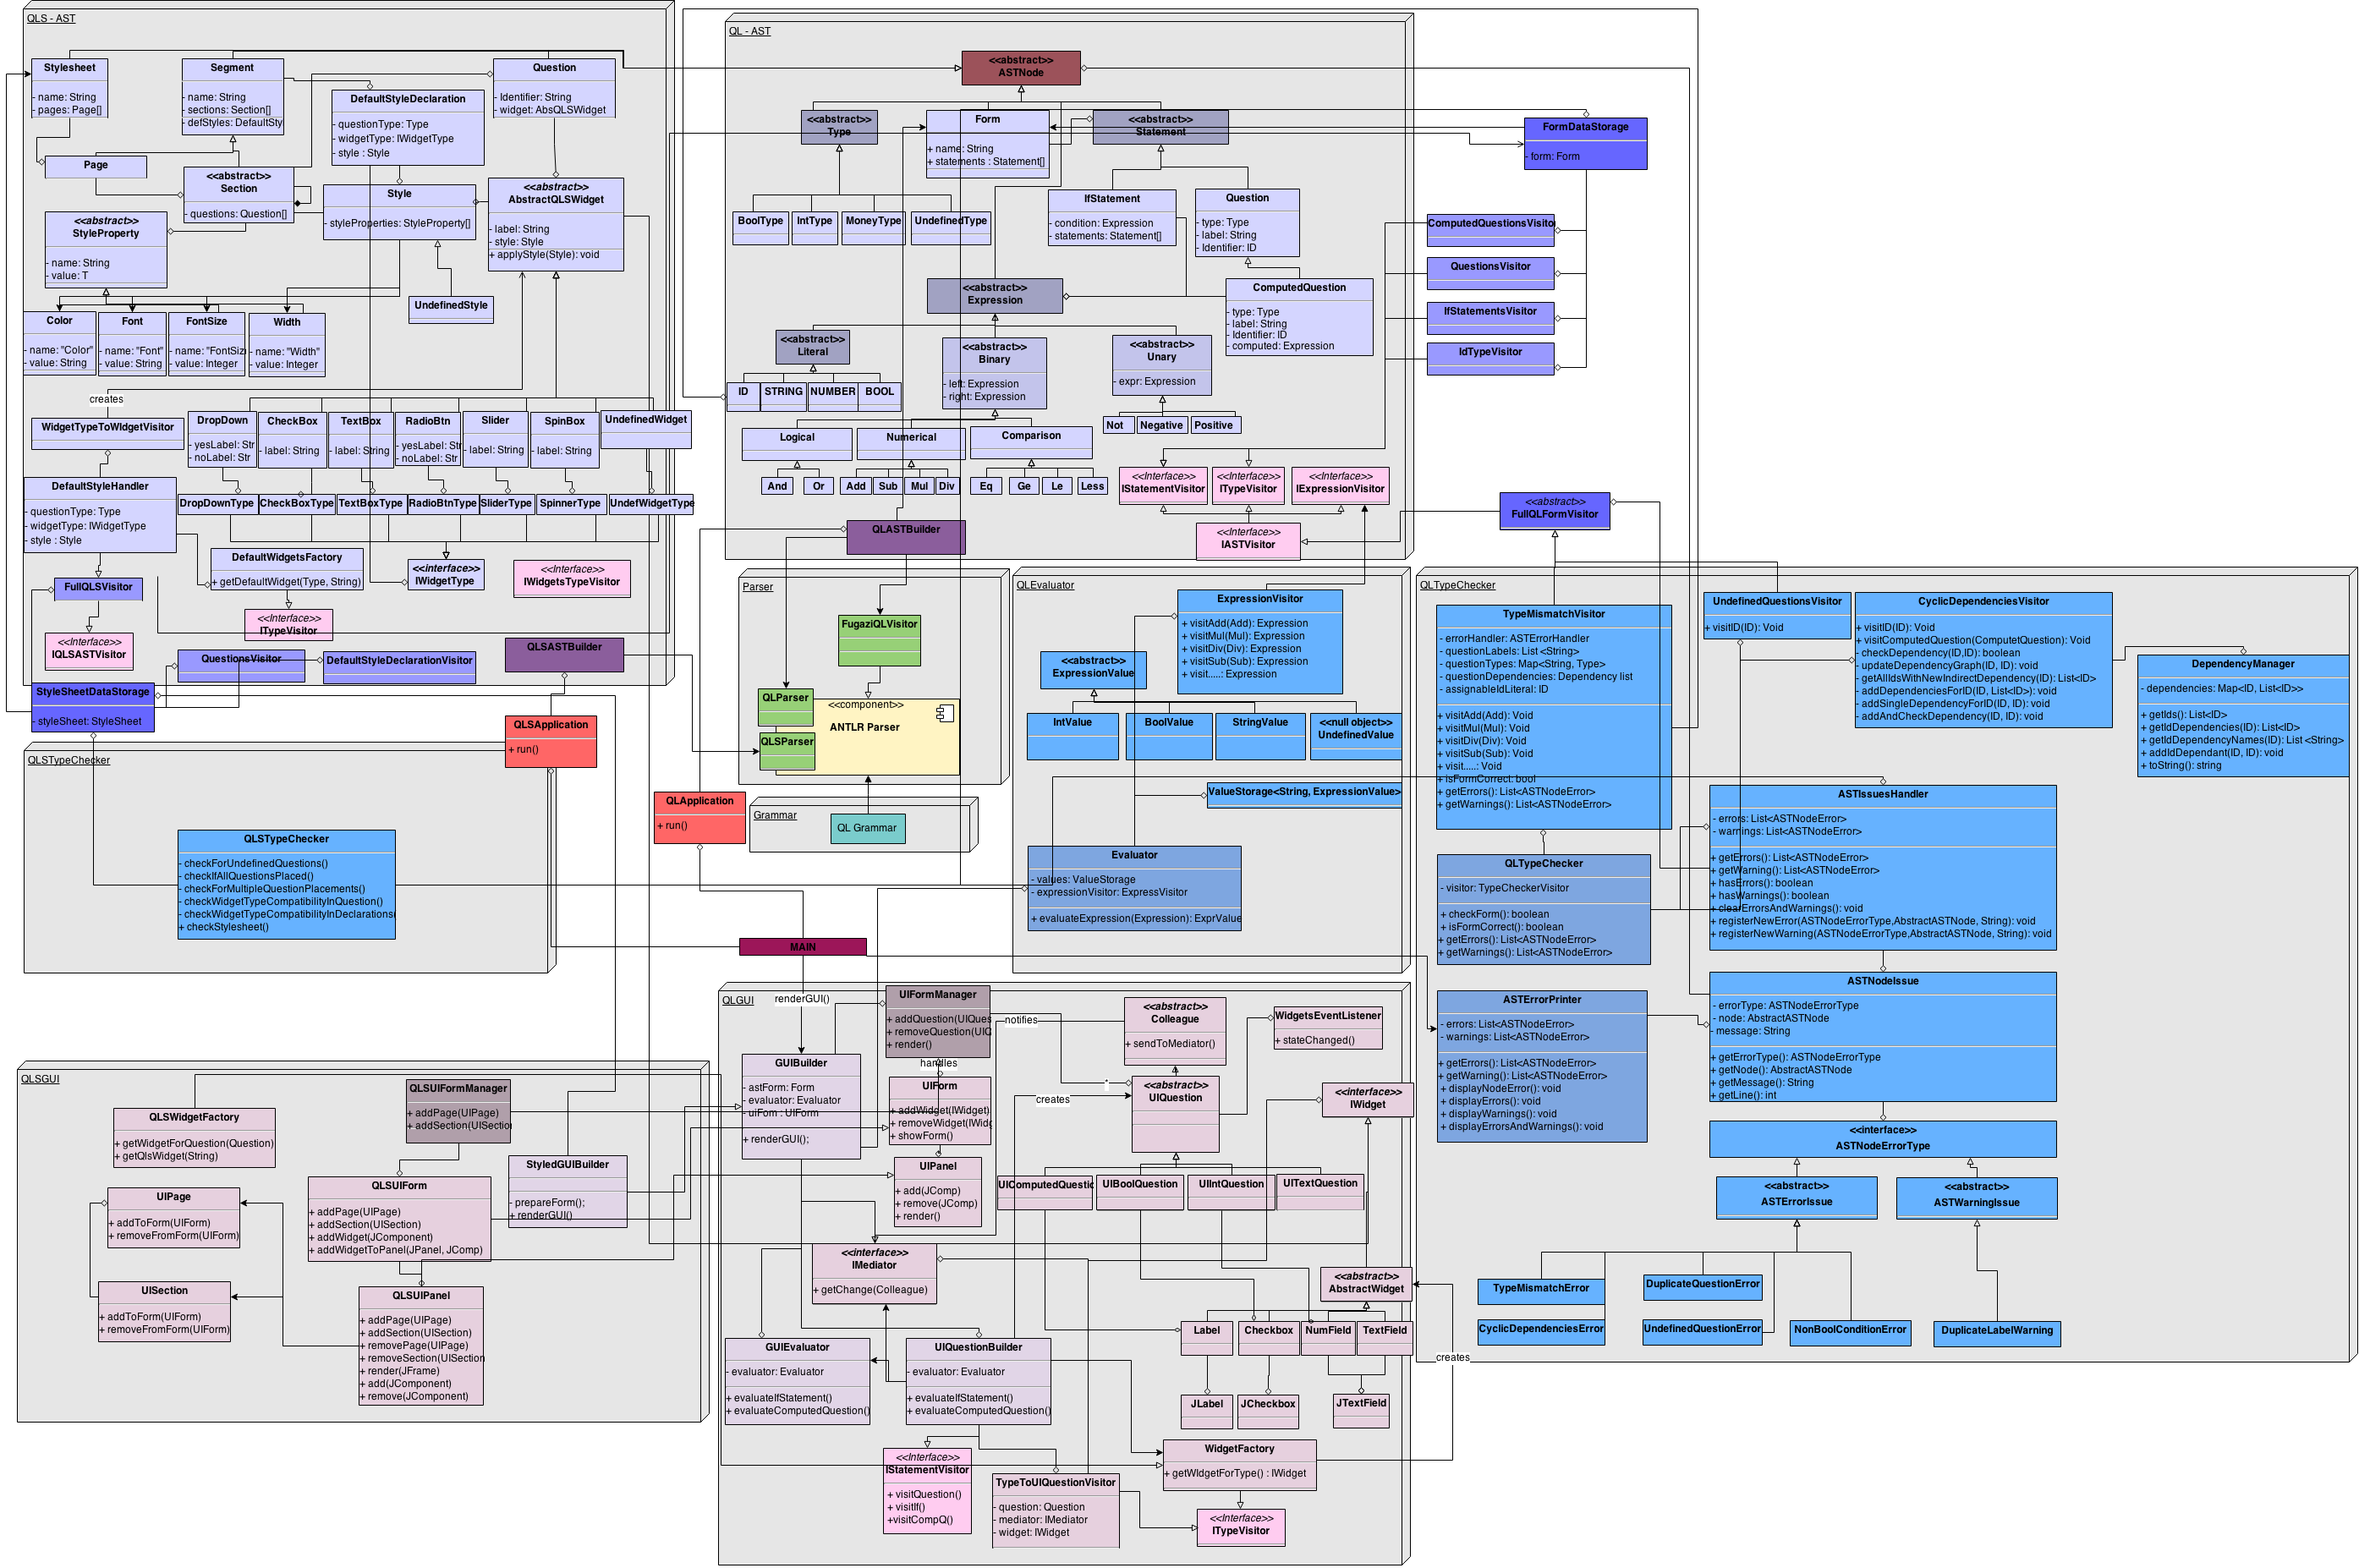 QLS - AST
Stylesheet
- name: String
- pages: Page[]
Segment
- name: String
- sections: Section[]
- defStyles: DefaultSty
DefaultStyleDeclaration
- questionType: Type
- widgetType: IWidgetType
- style : Style
Question
- Identifier: String
- widget: AbsQLSWidget
Page
<<abstract>>
Section
- questions: Question[]
Style
- styleProperties: StyleProperty[]
<<abstract>>
AbstractQLSWidget
- label: String
- style: Style
+ applyStyle(Style): void
<<abstract>>
StyleProperty
- name: String
- value: T
UndefinedStyle
Color
- name: "Color"
- value: String
Font
- name: "Font"
- value: String
FontSize
- name: "FontSiz
- value: Integer
Width
- name: "Width"
- value: Integer
creates
WidgetTypeToWIdgetVisitor
DropDown
- yesLabel: Str
- noLabel: Str
CheckBox
- label: String
TextBox
- label: String
RadioBtn
- yesLabel: Str
- noLabel: Str
Slider
- label: String
SpinBox
- label: String
UndefinedWidget
DefaultStyleHandler
- questionType: Type
- widgetType: IWidgetType
- style : Style
DropDownType
CheckBoxType
TextBoxType
RadioBtnType
SliderType
SpinnerType
UndefWidgetType
DefaultWidgetsFactory
+ getDefaultWidget(Type, String)
<<interface>>
IWidgetType
<<Interface>>
IWidgetsTypeVisitor
FullQLSVisitor
<<Interface>>
ITypeVisitor
<<Interface>>
IQLSASTVisitor
QuestionsVisitor
DefaultStyleDeclarationVisitor
QLSASTBuilder
StyleSheetDataStorage
- styleSheet: StyleSheet
QLSApplication
+ run()
QLSTypeChecker
QLSTypeChecker
- checkForUndefinedQuestions()
- checkIfAllQuestionsPlaced()
- checkForMultipleQuestionPlacements()
- checkWidgetTypeCompatibilityInQuestion()
- checkWidgetTypeCompatibilityInDeclarations(
+ checkStylesheet()
QL - AST
<<abstract>>
ASTNode
<<abstract>>
Type
Form
+ name: String
+ statements : Statement[]
<<abstract>>
Statement
BoolType
IntType
MoneyType
UndefinedType
IfStatement
- condition: Expression
- statements: Statement[]
Question
- type: Type
- label: String
- Identifier: ID
<<abstract>>
Expression
ComputedQuestion
- type: Type
- label: String
- Identifier: ID
- computed: Expression
<<abstract>>
Literal
<<abstract>>
Binary
- left: Expression
- right: Expression
<<abstract>>
Unary
- expr: Expression
ID
STRING
NUMBER
BOOL
Not
Negative
Positive
Logical
Numerical
Comparison
And
Or
Add
Sub
Mul
Div
Eq
Ge
Le
Less
<<Interface>>
IStatementVisitor
<<Interface>>
ITypeVisitor
<<Interface>>
IExpressionVisitor
<<Interface>>
IASTVisitor
QLASTBuilder
FormDataStorage
- form: Form
ComputedQuestionsVisitor
QuestionsVisitor
IfStatementsVisitor
IdTypeVisitor
<<abstract>>
FullQLFormVisitor
Parser
FugaziQLVisitor
QLParser
QLSParser
<<component>>
ANTLR Parser
Grammar
QL Grammar
QLApplication
+ run()
MAIN
QLEvaluator
ExpressionVisitor
+ visitAdd(Add): Expression
+ visitMul(Mul): Expression
+ visitDiv(Div): Expression
+ visitSub(Sub): Expression
+ visit.....: Expression
<<abstract>>
ExpressionValue
IntValue
BoolValue
StringValue
<<null object>>
UndefinedValue
ValueStorage<String, ExpressionValue>
Evaluator
- values: ValueStorage
- expressionVisitor: ExpressVisitor
+ evaluateExpression(Expression): ExprValue
QLTypeChecker
TypeMismatchVisitor
- errorHandler: ASTErrorHandler
- questionLabels: List <String>
- questionTypes: Map<String, Type>
- questionDependencies: Dependency list
- assignableIdLiteral: ID
+ visitAdd(Add): Void
+ visitMul(Mul): Void
+ visitDiv(Div): Void
+ visitSub(Sub): Void
+ visit.....: Void
+ isFormCorrect: bool
+ getErrors(): List<ASTNodeError>
+ getWarnings(): List<ASTNodeError>
UndefinedQuestionsVisitor
+ visitID(ID): Void
CyclicDependenciesVisitor
+ visitID(ID): Void
+ visitComputedQuestion(ComputetQuestion): Void
- checkDependency(ID,ID): boolean
- updateDependencyGraph(ID, ID): void
- getAllIdsWithNewIndirectDependency(ID): List<ID>
- addDependenciesForID(ID, List<ID>): void
- addSingleDependencyForID(ID, ID): void
- addAndCheckDependency(ID, ID): void
DependencyManager
- dependencies: Map<ID, List<ID>>
+ getIds(): List<ID>
+ getIdDependencies(ID): List<ID>
+ getIdDependencyNames(ID): List <String>
+ addIdDependant(ID, ID): void
+ toString(): string
ASTIssuesHandler
- errors: List<ASTNodeError>
- warnings: List<ASTNodeError>
+ getErrors(): List<ASTNodeError>
+ getWarning(): List<ASTNodeError>
+ hasErrors(): boolean
+ hasWarnings(): boolean
+ clearErrorsAndWarnings(): void
+ registerNewError(ASTNodeErrorType,AbstractASTNode, String): void
+ registerNewWarning(ASTNodeErrorType,AbstractASTNode, String): void
QLTypeChecker
- visitor: TypeCheckerVisitor
+ checkForm(): boolean
+ isFormCorrect(): boolean
+ getErrors(): List<ASTNodeError>
+ getWarnings(): List<ASTNodeError>
ASTErrorPrinter
- errors: List<ASTNodeError>
- warnings: List<ASTNodeError>
+ getErrors(): List<ASTNodeError>
+ getWarning(): List<ASTNodeError>
+ displayNodeError(): void
+ displayErrors(): void
+ displayWarnings(): void
+ displayErrorsAndWarnings(): void
ASTNodeIssue
- errorType: ASTNodeErrorType
- node: AbstractASTNode
- message: String
+ getErrorType(): ASTNodeErrorType
+ getNode(): AbstractASTNode
+ getMessage(): String
+ getLine(): int
<<interface>>
ASTNodeErrorType
<<abstract>>
ASTErrorIssue
<<abstract>>
ASTWarningIssue
TypeMismatchError
DuplicateQuestionError
CyclicDependenciesError
UndefinedQuestionError
NonBoolConditionError
DuplicateLabelWarning
QLSGUI
QLSWidgetFactory
+ getWidgetForQuestion(Question)
+ getQlsWidget(String)
QLSUIFormManager
+ addPage(UIPage)
+ addSection(UISection
UIPage
+ addToForm(UIForm)
+ removeFromForm(UIForm)
QLSUIForm
+ addPage(UIPage)
+ addSection(UISection)
+ addWidget(JComponent)
+ addWidgetToPanel(JPanel, JComp)
StyledGUIBuilder
- prepareForm();
+ renderGUI()
UISection
+ addToForm(UIForm)
+ removeFromForm(UIForm)
QLSUIPanel
+ addPage(UIPage)
+ addSection(UISection)
+ removePage(UIPage)
+ removeSection(UISection
+ render(JFrame)
+ add(JComponent)
+ remove(JComponent)
QLGUI
renderGUI()
UIFormManager
+ addQuestion(UIQues
+ removeQuestion(UIQ
+ render()
notifies
<<abstract>>
Colleague
+ sendToMediator()
WidgetsEventListener
+ stateChanged()
GUIBuilder
- astForm: Form
- evaluator: Evaluator
- uiFom : UIForm
+ renderGUI();
handles
UIForm
+ addWidget(IWidget)
+ removeWidget(IWidg
+ showForm()
*
creates
<<abstract>>
UIQuestion
<<interface>>
IWidget
UIPanel
+ add(JComp)
+ remove(JComp)
+ render()
UIComputedQuestic
UIBoolQuestion
UIIntQuestion
UITextQuestion
<<interface>>
IMediator
+ getChange(Colleague)
<<abstract>>
AbstractWidget
Label
Checkbox
NumField
TextField
GUIEvaluator
- evaluator: Evaluator
+ evaluateIfStatement()
+ evaluateComputedQuestion()
UIQuestionBuilder
- evaluator: Evaluator
+ evaluateIfStatement()
+ evaluateComputedQuestion()
creates
JLabel
JCheckbox
JTextField
<<Interface>>
IStatementVisitor
+ visitQuestion()
+ visitIf()
+visitCompQ()
TypeToUIQuestionVisitor
- question: Question
- mediator: IMediator
- widget: IWidget
WidgetFactory
+ getWIdgetForType() : IWidget
<<Interface>>
ITypeVisitor